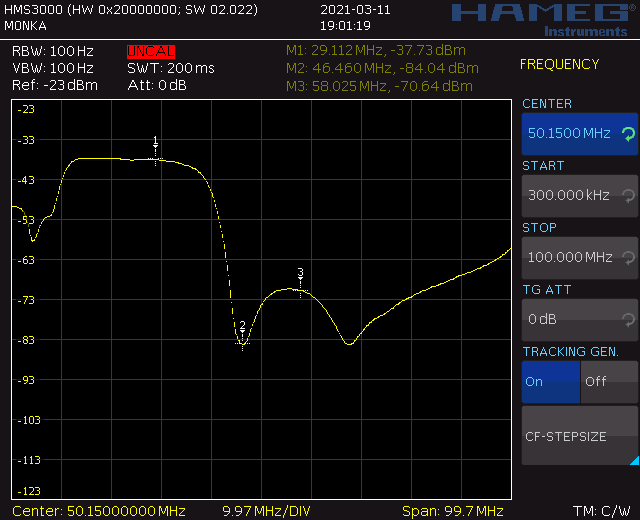 HMS3000 (HW 0x20000000; SW 02.022)
2021-03-11
HAMEG®
M0NKA
19:01:19
Instruments
RBW: 100 Hz
UNCAL
M1: 29.112 MHz, -37.73 dBm
VBW: 100 Hz
SWT: 200 ms
M2: 46.460 MHz, -84.04 dBm
Ref: -23 dBm
Att: 0 dB
M3: 58.025 MHz, -70.64 dBm
FREQUENCY
CENTER
50.1500 MHz
START
300.000 kHz
STOP
100.000 MHz
TG ATT
0 dB
TRACKING GEN.
On
Off
CF-STEPSIZE
-23
-33
-43
-53
-63
-73
-83
-93
-103
-113
-123
1
2
3
Center: 50.15000000 MHz
9.97 MHz/DIV
Span: 99.7 MHz
TM: C/W